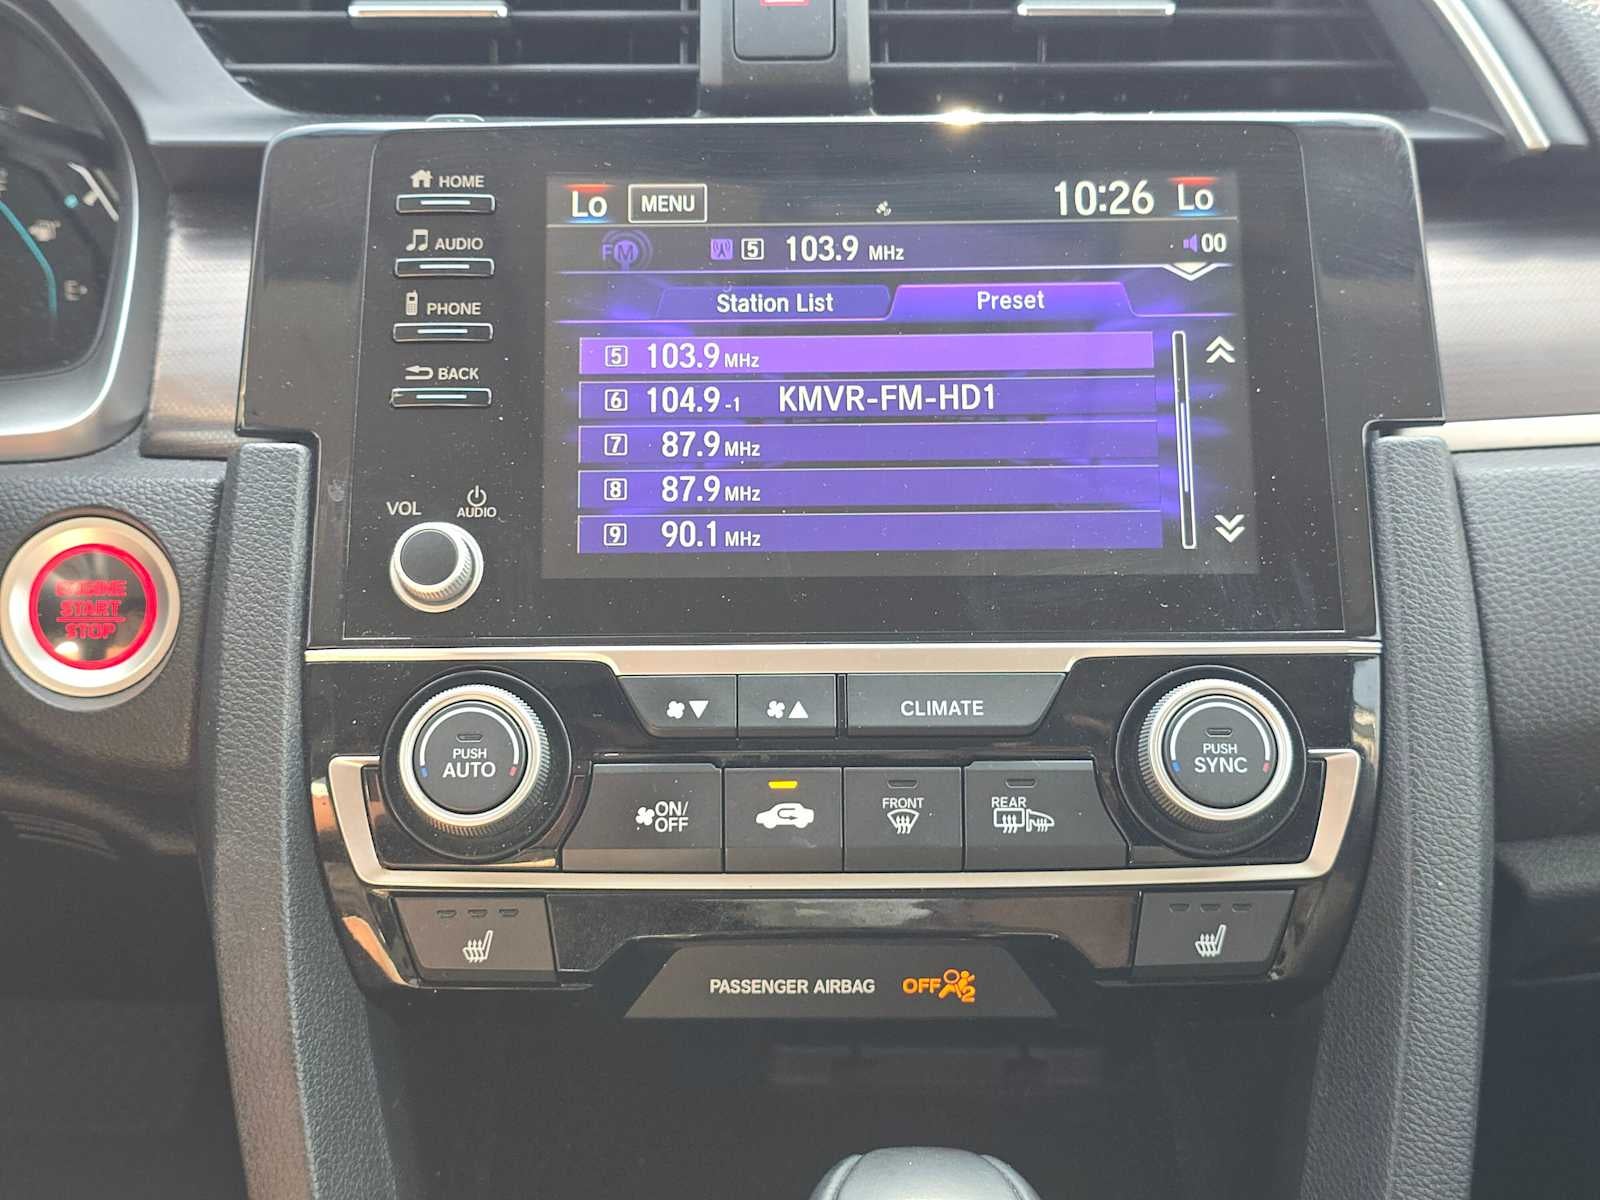 HOME
AUDIO
PHONE
BACK
VOL
AUDIO
Lo MENU 10:26 Lo
FM 5 103.9 MHz 00
Station List Preset
5 103.9 MHz
6 104.9-1 KMVR-FM-HD1
7 87.9 MHz
8 87.9 MHz
9 90.1 MHz
ENGINE
START
STOP
CLIMATE
PUSH
AUTO
ON/
OFF
FRONT
REAR
PUSH
SYNC
PASSENGER AIRBAG OFF 2
E